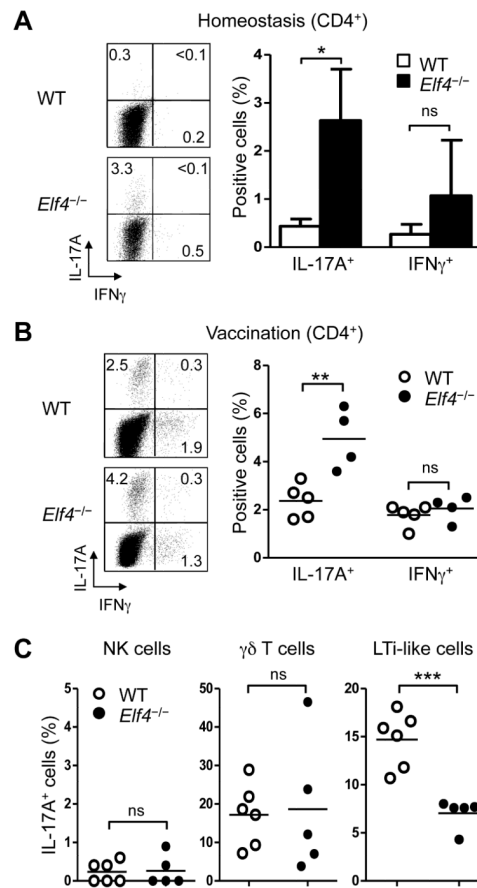 A
Homeostasis (CD4⁺)
0.3 <0.1
WT
0.2
3.3 <0.1
Elf4⁻/⁻
0.5
IL-17A
IFNγ
WT
Elf4⁻/⁻
*
ns
Positive cells (%)
4
3
2
1
0
IL-17A⁺ IFNγ⁺
B
Vaccination (CD4⁺)
2.5 0.3
WT
1.9
4.2 0.3
Elf4⁻/⁻
1.3
IL-17A
IFNγ
WT
Elf4⁻/⁻
**
ns
Positive cells (%)
8
6
4
2
0
IL-17A⁺ IFNγ⁺
C
NK cells γδ T cells LTi-like cells
WT
Elf4⁻/⁻
IL-17A⁺ cells (%)
5
4
3
2
1
0
ns
50
40
30
20
10
0
ns
20
15
10
5
0
***